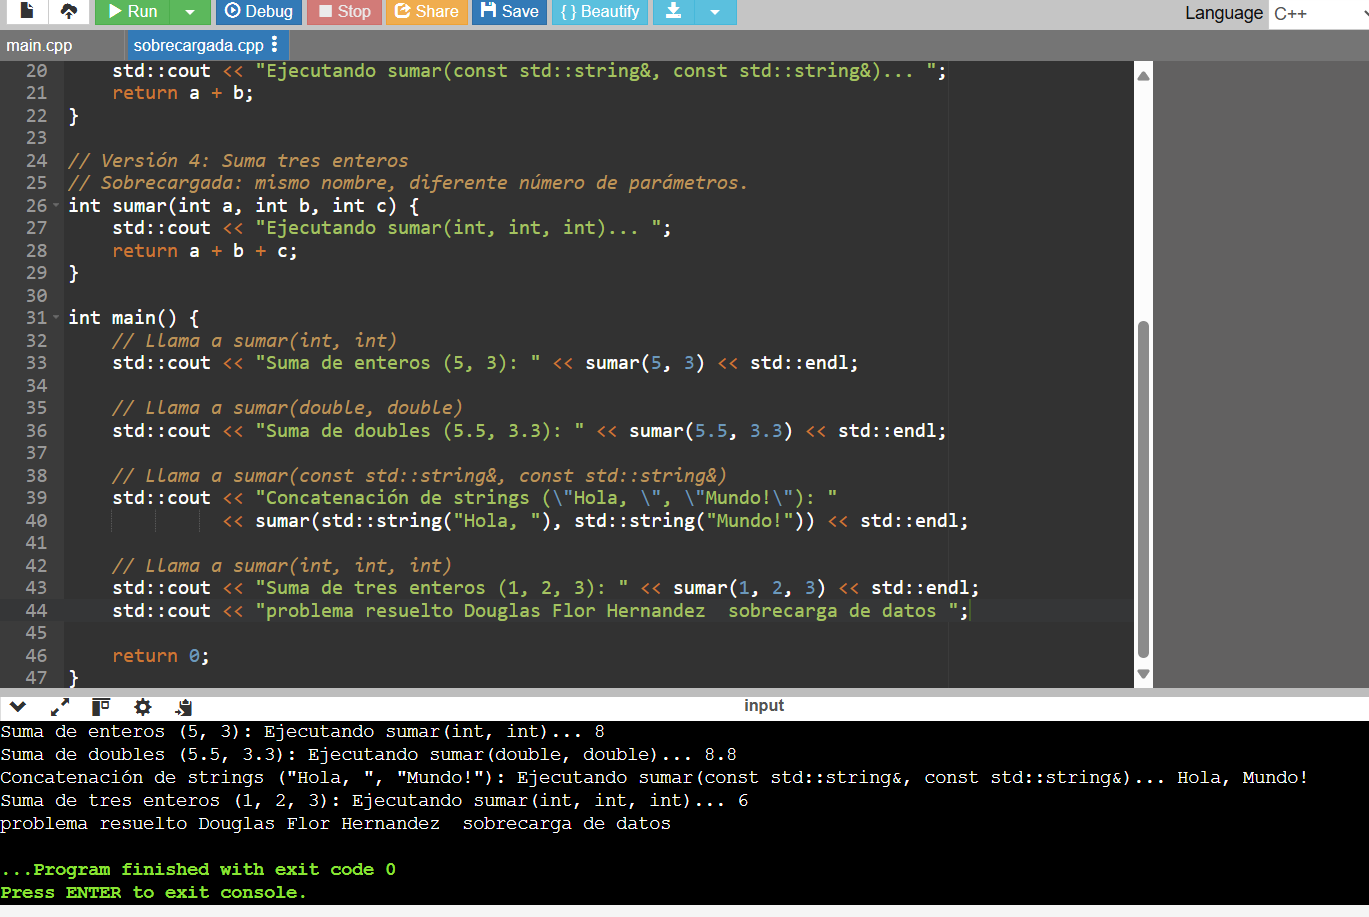 Run Debug Stop Share Save { } Beautify Language C++
main.cpp sobrecargada.cpp
20 std::cout << "Ejecutando sumar(const std::string&, const std::string&)... ";
21 return a + b;
22 }
23
24 // Versión 4: Suma tres enteros
25 // Sobrecargada: mismo nombre, diferente número de parámetros.
26 int sumar(int a, int b, int c) {
27 std::cout << "Ejecutando sumar(int, int, int)... ";
28 return a + b + c;
29 }
30
31 int main() {
32 // Llama a sumar(int, int)
33 std::cout << "Suma de enteros (5, 3): " << sumar(5, 3) << std::endl;
34
35 // Llama a sumar(double, double)
36 std::cout << "Suma de doubles (5.5, 3.3): " << sumar(5.5, 3.3) << std::endl;
37
38 // Llama a sumar(const std::string&, const std::string&)
39 std::cout << "Concatenación de strings (\"Hola, \", \"Mundo!\"): "
40 << sumar(std::string("Hola, "), std::string("Mundo!")) << std::endl;
41
42 // Llama a sumar(int, int, int)
43 std::cout << "Suma de tres enteros (1, 2, 3): " << sumar(1, 2, 3) << std::endl;
44 std::cout << "problema resuelto Douglas Flor Hernandez  sobrecarga de datos ";
45
46 return 0;
47 }
input
Suma de enteros (5, 3): Ejecutando sumar(int, int)... 8
Suma de doubles (5.5, 3.3): Ejecutando sumar(double, double)... 8.8
Concatenación de strings ("Hola, ", "Mundo!"): Ejecutando sumar(const std::string&, const std::string&)... Hola, Mundo!
Suma de tres enteros (1, 2, 3): Ejecutando sumar(int, int, int)... 6
problema resuelto Douglas Flor Hernandez  sobrecarga de datos
...Program finished with exit code 0
Press ENTER to exit console.